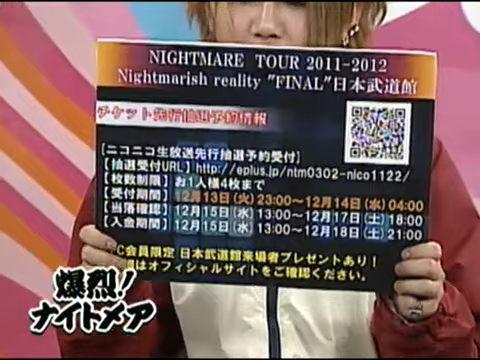 NIGHTMARE TOUR 2011-2012
Nightmarish reality "FINAL"日本武道館
チケット先行抽選予約情報
[ニコニコ生放送先行抽選予約受付]
[抽選受付URL] http://eplus.jp/ntm0302-nico1122/
[枚数制限] お1人様4枚まで
[受付期間] 12月13日(火)23:00～12月14日(水)04:00
[当落確認] 12月15日(水)13:00～12月17日(土)18:00
[入金期間] 12月15日(水)13:00～12月18日(土)21:00
C会員限定 日本武道館来場者プレゼントあり!
はオフィシャルサイトをご確認ください。
爆烈!
ナイトメア